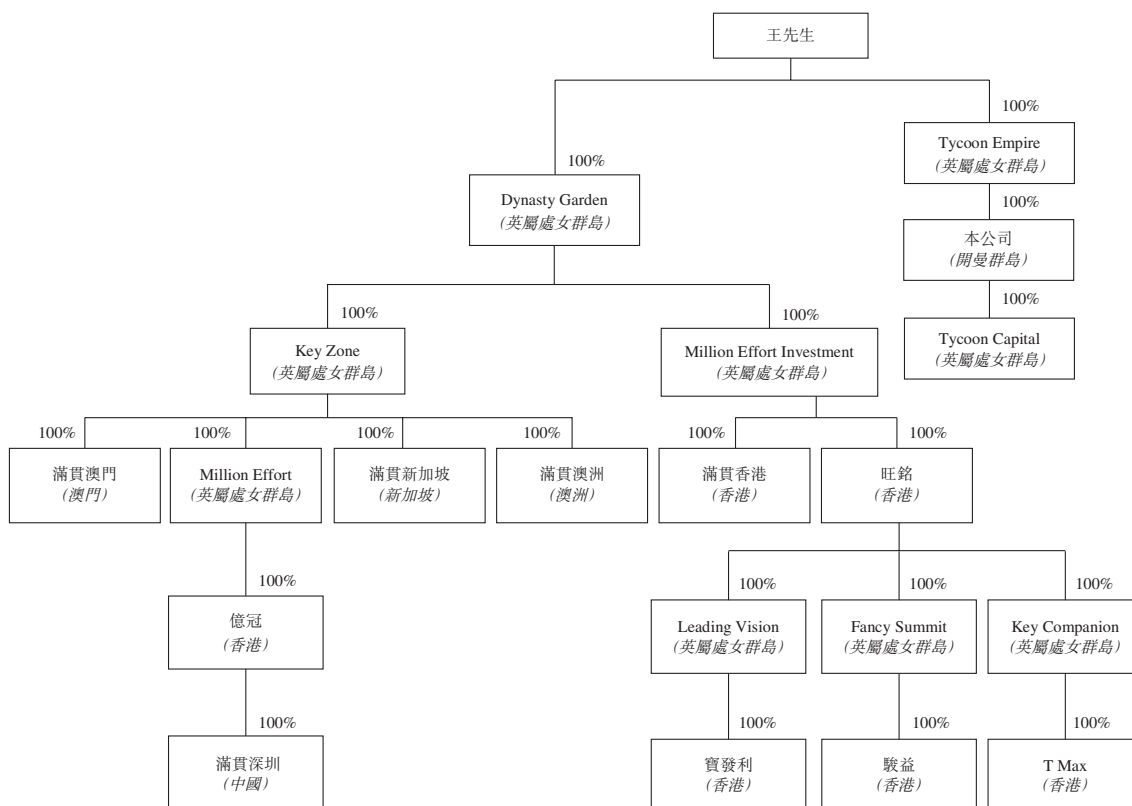 王先生
100%
Tycoon Empire
(英屬處女群島)
100%
Dynasty Garden
(英屬處女群島)
100%
本公司
(開曼群島)
100%
Tycoon Capital
(英屬處女群島)
100%
Key Zone
(英屬處女群島)
100%
Million Effort Investment
(英屬處女群島)
100%
滿貫澳門
(澳門)
100%
Million Effort
(英屬處女群島)
100%
滿貫新加坡
(新加坡)
100%
滿貫澳洲
(澳洲)
100%
滿貫香港
(香港)
100%
旺銘
(香港)
100%
億冠
(香港)
100%
Leading Vision
(英屬處女群島)
100%
Fancy Summit
(英屬處女群島)
100%
Key Companion
(英屬處女群島)
100%
滿貫深圳
(中國)
100%
寶發利
(香港)
100%
駿益
(香港)
100%
T Max
(香港)